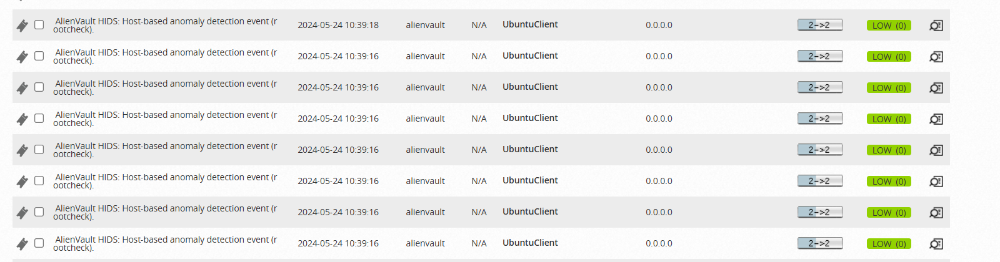 AlienVault HIDS: Host-based anomaly detection event (r
ootcheck). 2024-05-24 10:39:18 alienvault N/A UbuntuClient 0.0.0.0 2->2 LOW (0)
AlienVault HIDS: Host-based anomaly detection event (r
ootcheck). 2024-05-24 10:39:16 alienvault N/A UbuntuClient 0.0.0.0 2->2 LOW (0)
AlienVault HIDS: Host-based anomaly detection event (r
ootcheck). 2024-05-24 10:39:16 alienvault N/A UbuntuClient 0.0.0.0 2->2 LOW (0)
AlienVault HIDS: Host-based anomaly detection event (r
ootcheck). 2024-05-24 10:39:16 alienvault N/A UbuntuClient 0.0.0.0 2->2 LOW (0)
AlienVault HIDS: Host-based anomaly detection event (r
ootcheck). 2024-05-24 10:39:16 alienvault N/A UbuntuClient 0.0.0.0 2->2 LOW (0)
AlienVault HIDS: Host-based anomaly detection event (r
ootcheck). 2024-05-24 10:39:16 alienvault N/A UbuntuClient 0.0.0.0 2->2 LOW (0)
AlienVault HIDS: Host-based anomaly detection event (r
ootcheck). 2024-05-24 10:39:16 alienvault N/A UbuntuClient 0.0.0.0 2->2 LOW (0)
AlienVault HIDS: Host-based anomaly detection event (r
ootcheck). 2024-05-24 10:39:16 alienvault N/A UbuntuClient 0.0.0.0 2->2 LOW (0)